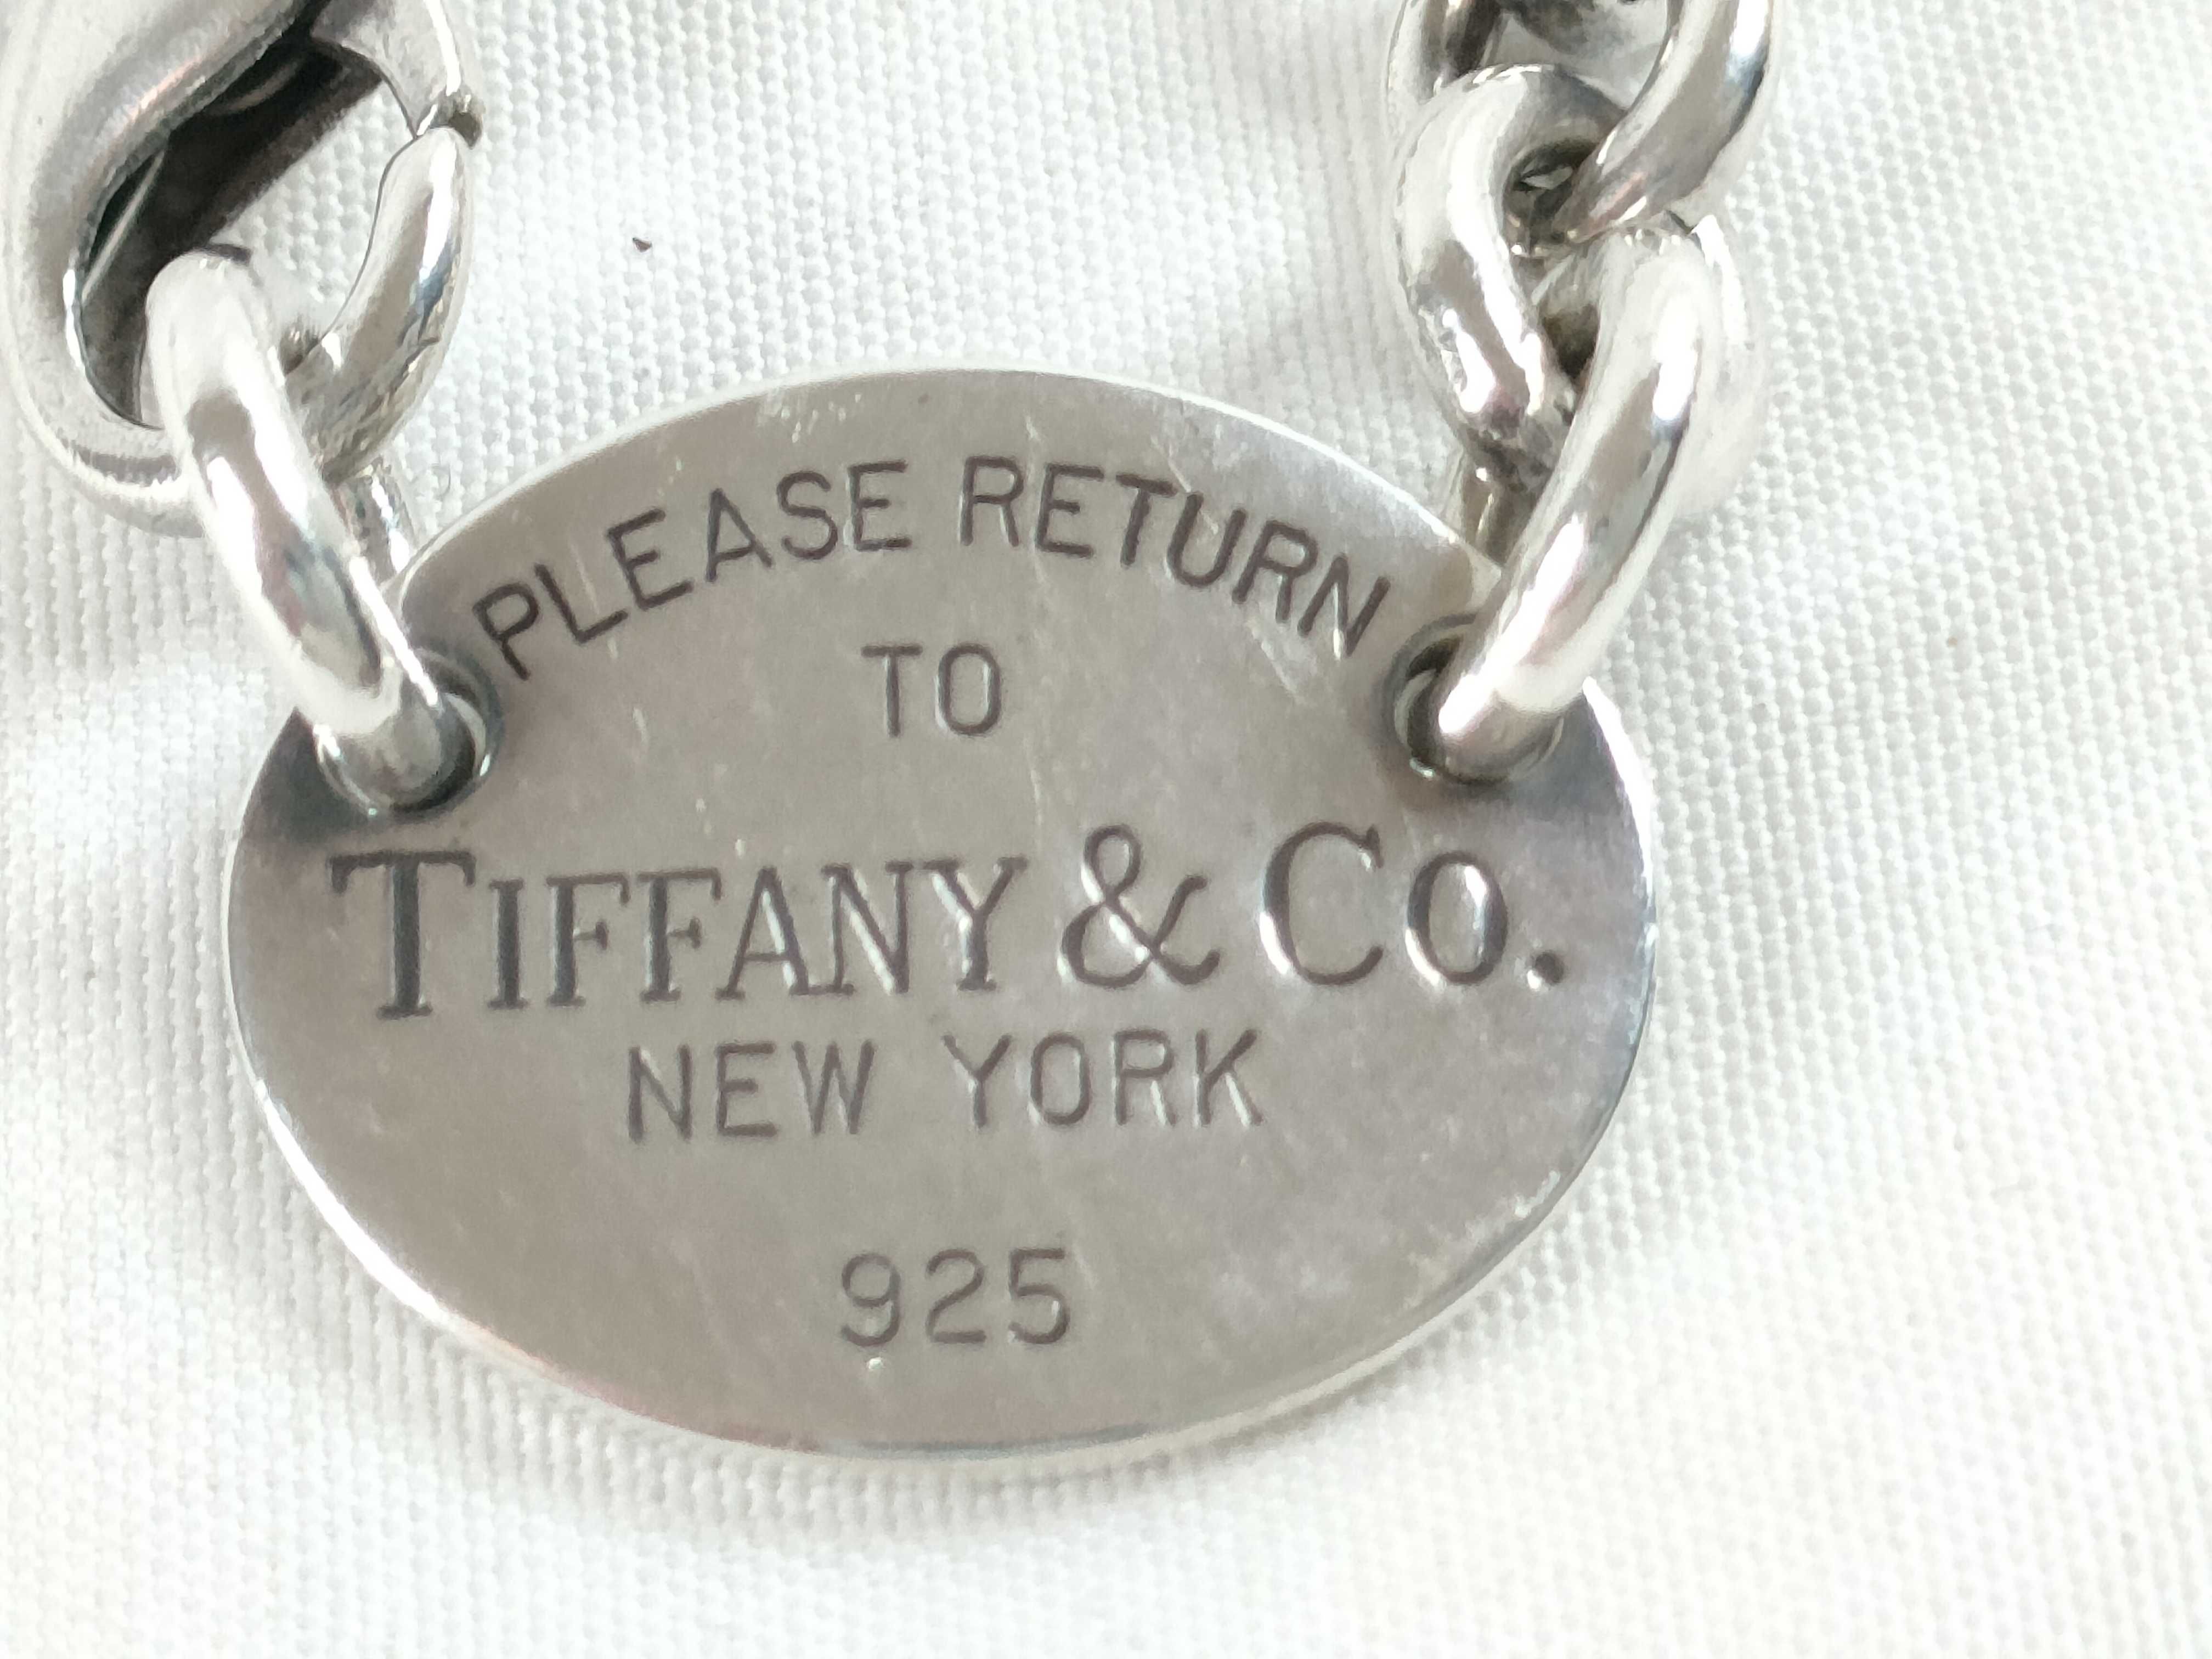 PLEASE RETURN
TO
TIFFANY & CO.
NEW YORK
925